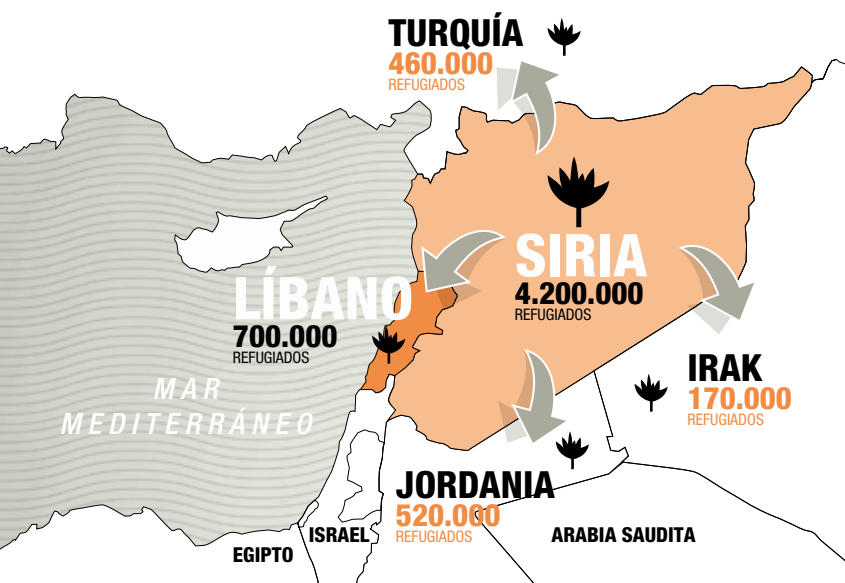 TURQUÍA
460.000
REFUGIADOS
SIRIA
4.200.000
REFUGIADOS
LÍBANO
700.000
REFUGIADOS
MAR
MEDITERRÁNEO
IRAK
170.000
REFUGIADOS
JORDANIA
520.000
REFUGIADOS
ISRAEL
EGIPTO
ARABIA SAUDITA